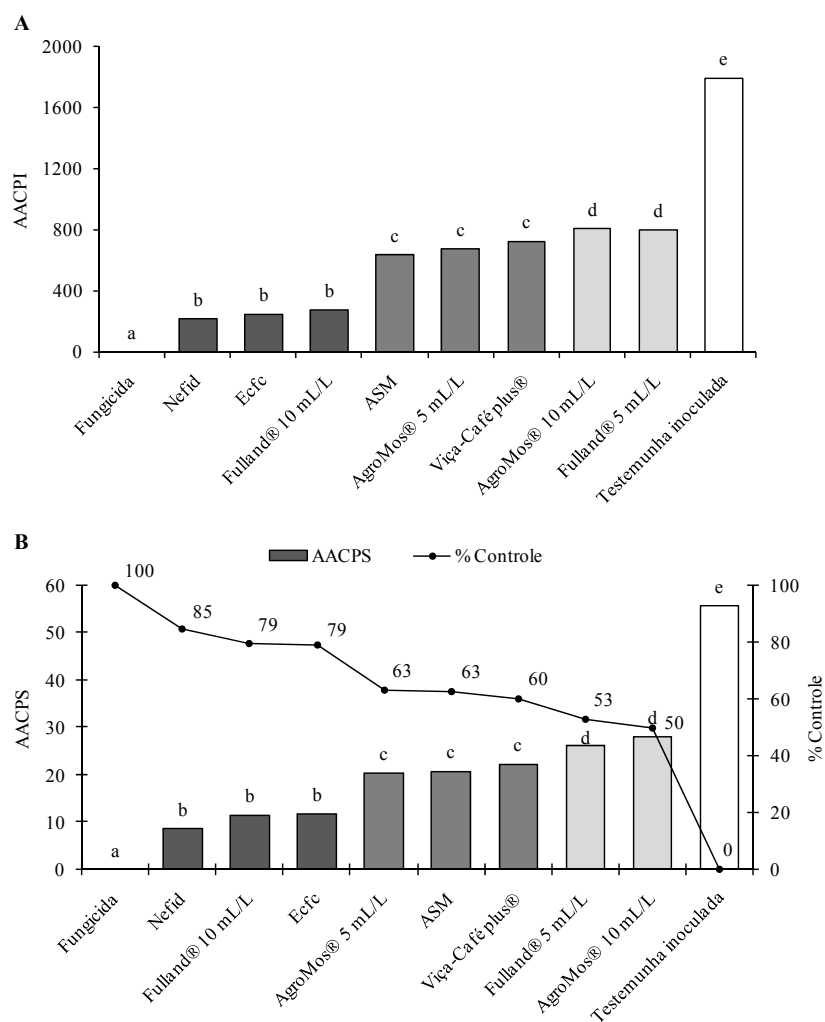 A
2000
1600
1200
800
400
0
AACPI
a
b
b
b
c
c
c
d
d
e
Fungicida
Nefid
Ecfc
Fulland® 10 mL/L
ASM
AgroMos® 5 mL/L
Viça-Café plus®
AgroMos® 10 mL/L
Fulland® 5 mL/L
Testemunha inoculada
B
AACPS
% Controle
60
50
40
30
20
10
0
AACPS
100
80
60
40
20
0
% Controle
100
85
79
79
63
63
60
53
50
0
a
b
b
b
c
c
c
d
d
e
Fungicida
Nefid
Fulland® 10 mL/L
Ecfc
AgroMos® 5 mL/L
ASM
Viça-Café plus®
Fulland® 5 mL/L
AgroMos® 10 mL/L
Testemunha inoculada